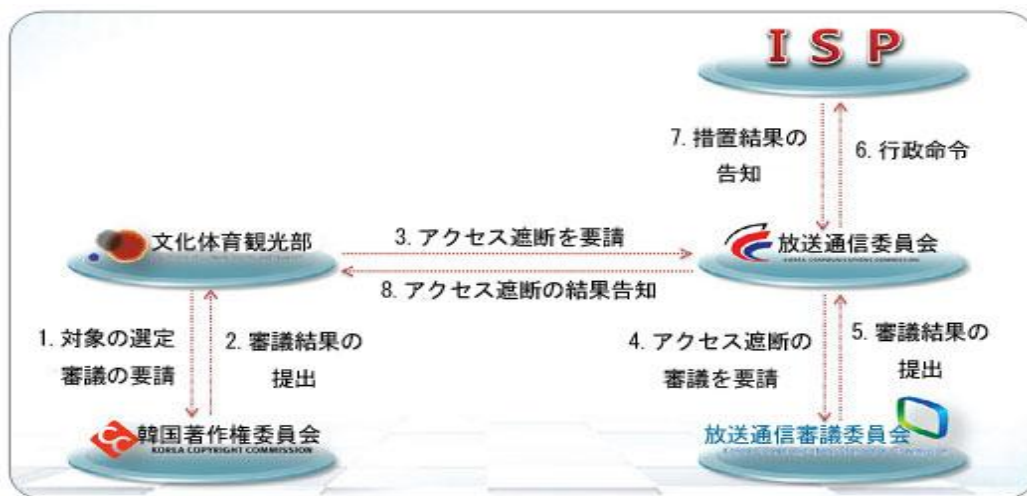 ISP
7. 措置結果の
告知
6. 行政命令
文化体育観光部
3. アクセス遮断を要請
放送通信委員会
KOREA COMMUNICATIONS COMMISSION
8. アクセス遮断の結果告知
1. 対象の選定
審議の要請
2. 審議結果の
提出
4. アクセス遮断の
審議を要請
5. 審議結果の
提出
韓国著作権委員会
KOREA COPYRIGHT COMMISSION
放送通信審議委員会